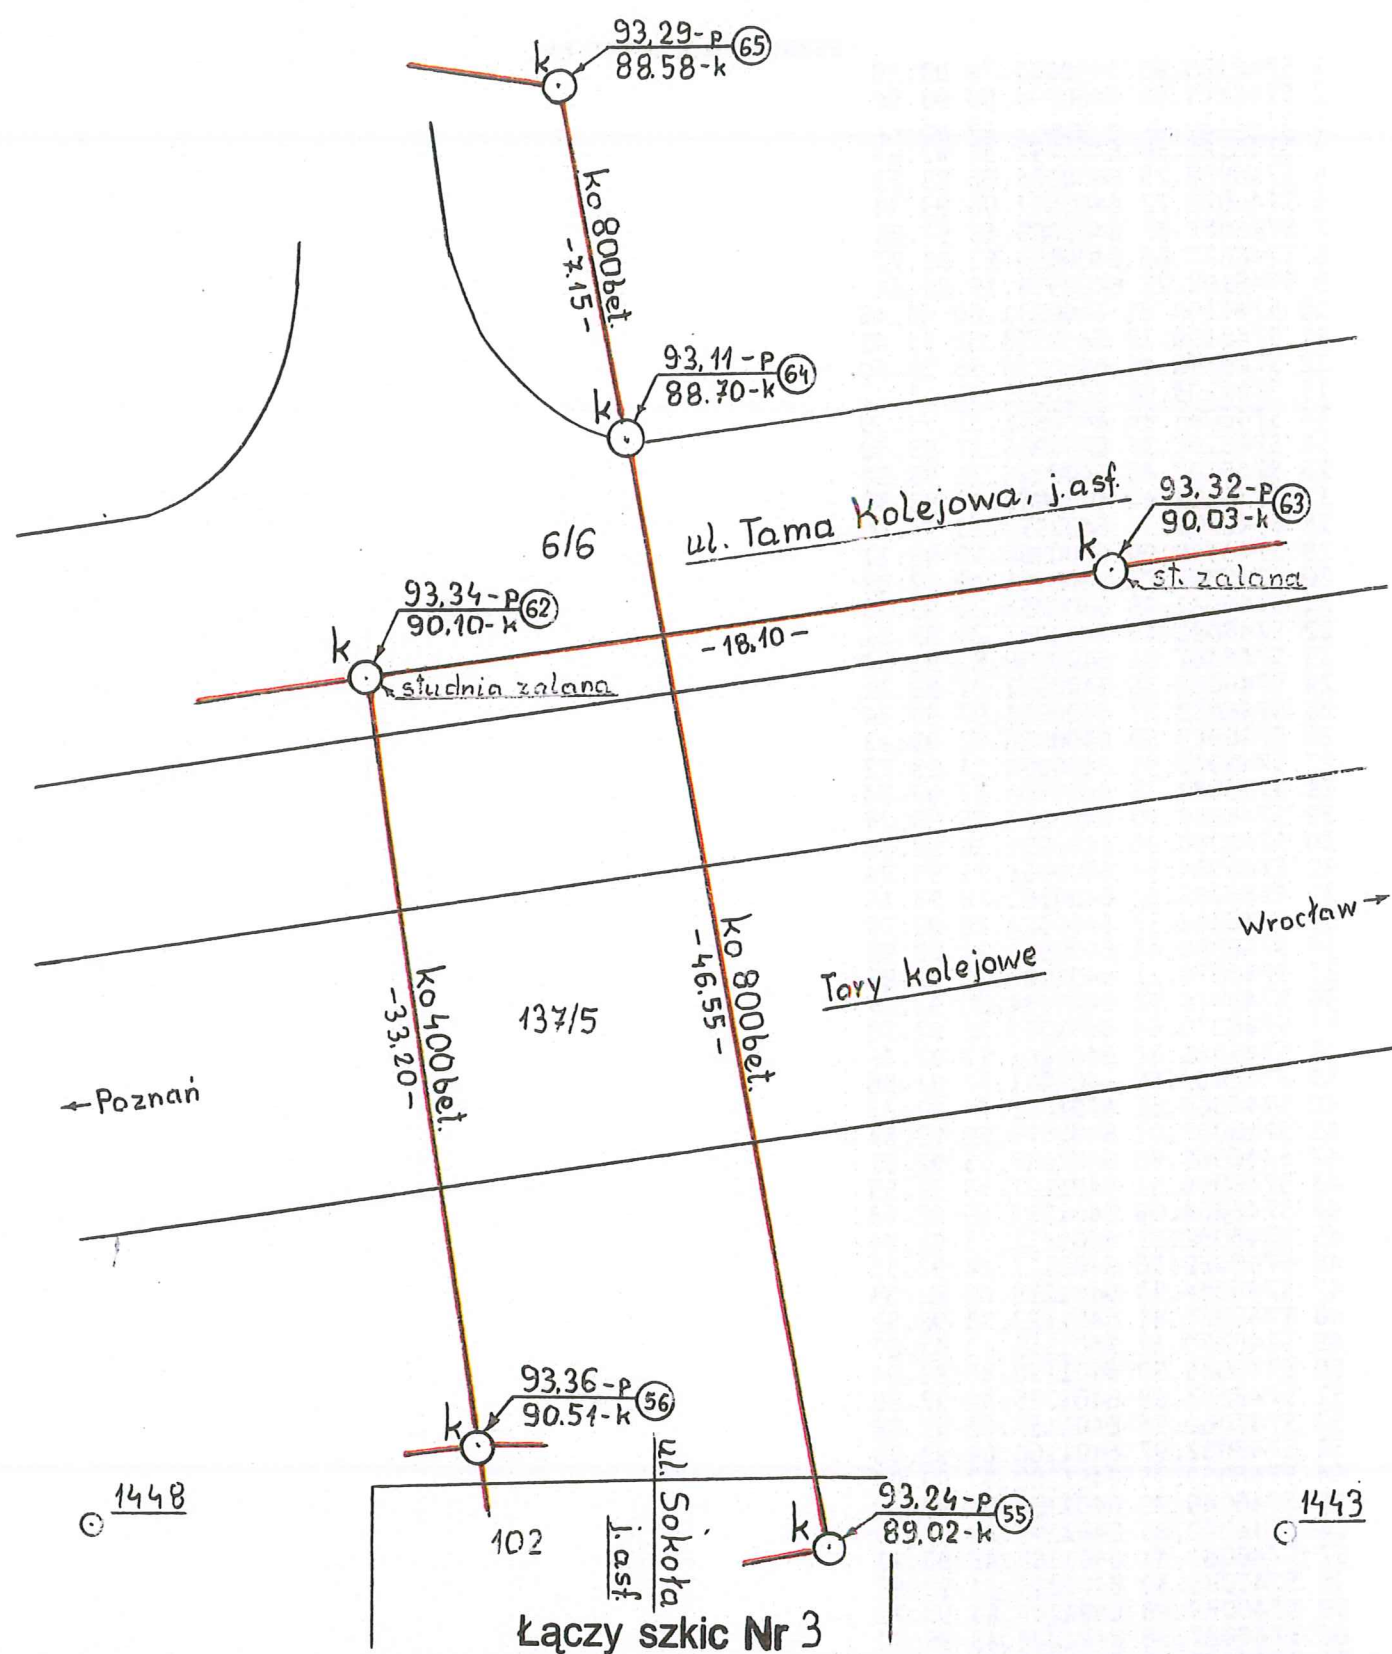 93,29-p
k
65
88.58-k
ko 800bet.
-7.15-
93,11-p
64
88.70-k
k
ul. Tama Kolejowa, j.asf.
93,32-p
63
90,03-k
6/6
k
st. zalana
93,34-p
62
90,10-k
-18,10-
k
studnia zalana
Wrocław →
ko 800bet.
-46.55-
Tory kolejowe
ko 400bet.
-33,20-
137/5
← Poznań
93,36-p
56
90.51-k
k
1448
ul. Sokoła
j.asf.
93,24-p
55
89,02-k
1443
k
102
Łączy szkic Nr 3